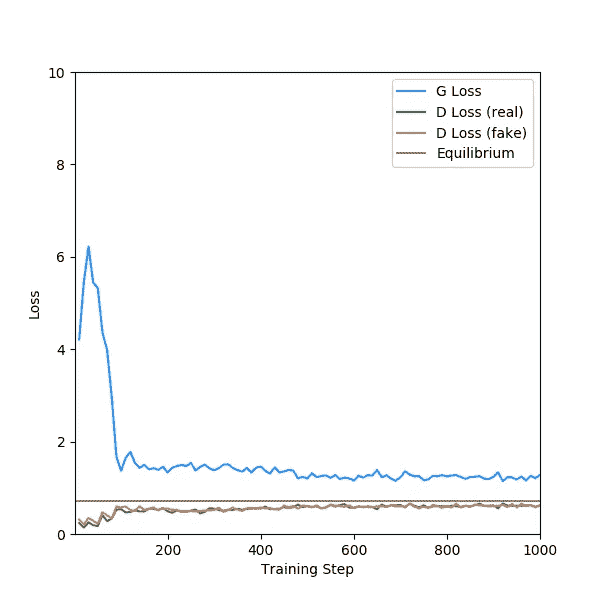 10
8
6
4
2
0
Loss
G Loss
D Loss (real)
D Loss (fake)
Equilibrium
200
400
600
800
1000
Training Step